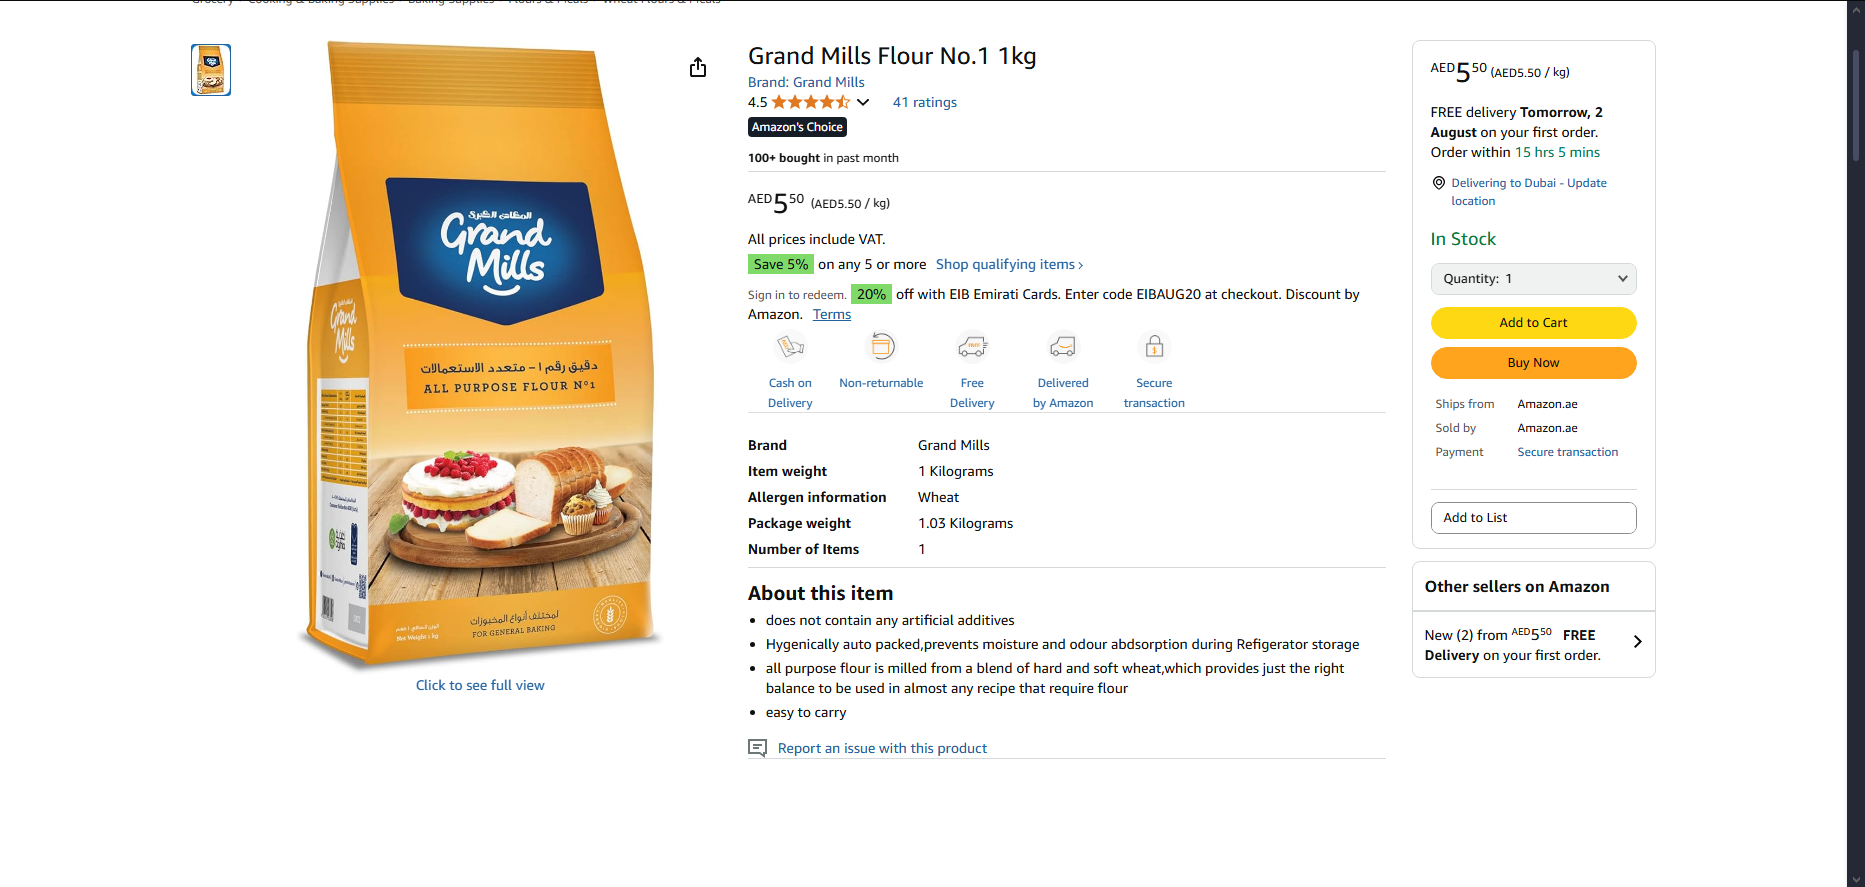 Grand Mills Flour No.1 1kg
Brand: Grand Mills
4.5
41 ratings
Amazon's Choice
100+ bought in past month
AED5 50 (AED5.50 / kg)
All prices include VAT.
Save 5% on any 5 or more Shop qualifying items ›
Sign in to redeem. 20% off with EIB Emirati Cards. Enter code EIBAUG20 at checkout. Discount by
Amazon. Terms
Cash on
Delivery
Non-returnable
Free
Delivery
Delivered
by Amazon
Secure
transaction
Brand Grand Mills
Item weight 1 Kilograms
Allergen information Wheat
Package weight 1.03 Kilograms
Number of Items 1
About this item
• does not contain any artificial additives
• Hygenically auto packed,prevents moisture and odour abdsorption during Refigerator storage
• all purpose flour is milled from a blend of hard and soft wheat,which provides just the right
balance to be used in almost any recipe that require flour
• easy to carry
Report an issue with this product
المطاحن الكبرى
Grand
Mills
Grand
Mills
دقيق رقم ١ – متعدد الاستعمالات
ALL PURPOSE FLOUR Nº1
لمختلف أنواع المخبوزات
FOR GENERAL BAKING
Net Weight 1 kg
Click to see full view
AED5 50 (AED5.50 / kg)
FREE delivery Tomorrow, 2
August on your first order.
Order within 15 hrs 5 mins
Delivering to Dubai - Update
location
In Stock
Quantity: 1
Add to Cart
Buy Now
Ships from Amazon.ae
Sold by Amazon.ae
Payment Secure transaction
Add to List
Other sellers on Amazon
New (2) from AED5 50 FREE
Delivery on your first order.